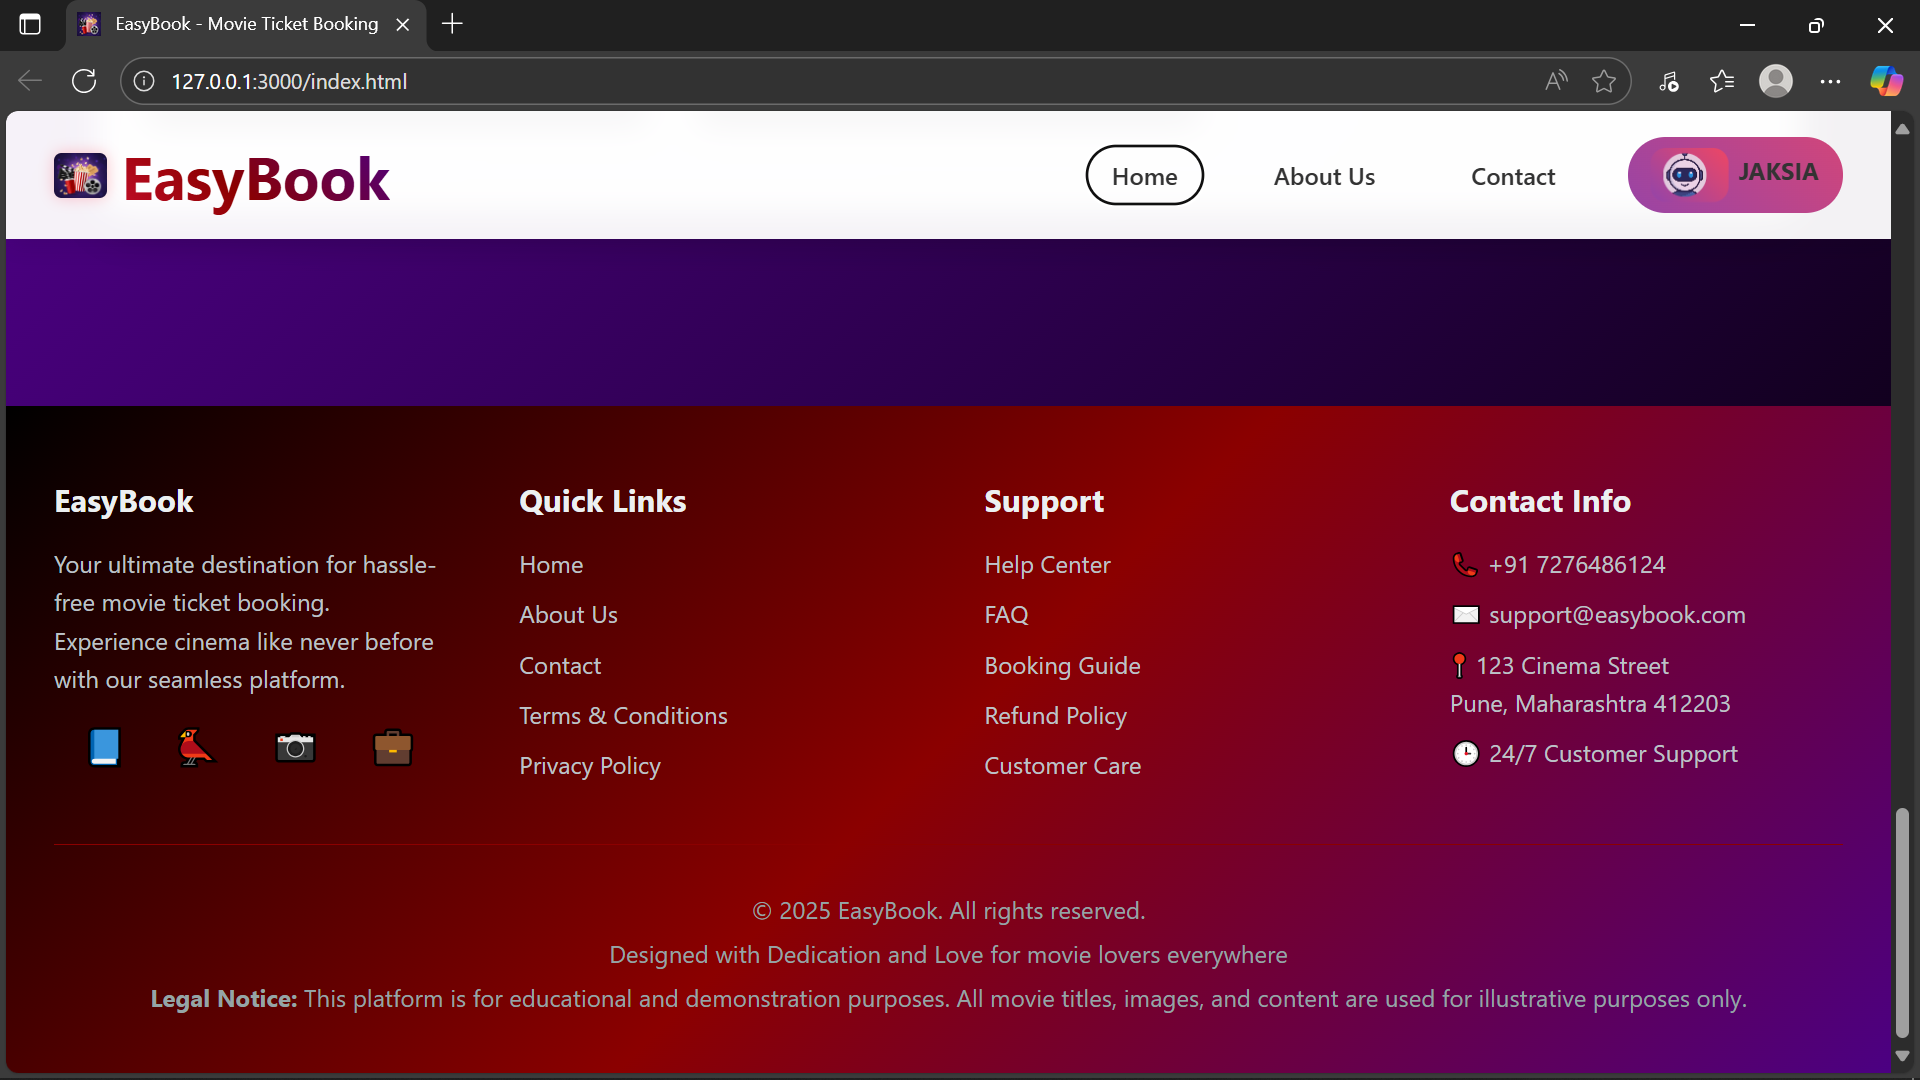 EasyBook - Movie Ticket Booking
127.0.0.1:3000/index.html
EasyBook
Home
About Us
Contact
JAKSIA
EasyBook
Your ultimate destination for hassle-
free movie ticket booking.
Experience cinema like never before
with our seamless platform.
Quick Links
Home
About Us
Contact
Terms & Conditions
Privacy Policy
Support
Help Center
FAQ
Booking Guide
Refund Policy
Customer Care
Contact Info
+91 7276486124
support@easybook.com
123 Cinema Street
Pune, Maharashtra 412203
24/7 Customer Support
© 2025 EasyBook. All rights reserved.
Designed with Dedication and Love for movie lovers everywhere
Legal Notice: This platform is for educational and demonstration purposes. All movie titles, images, and content are used for illustrative purposes only.